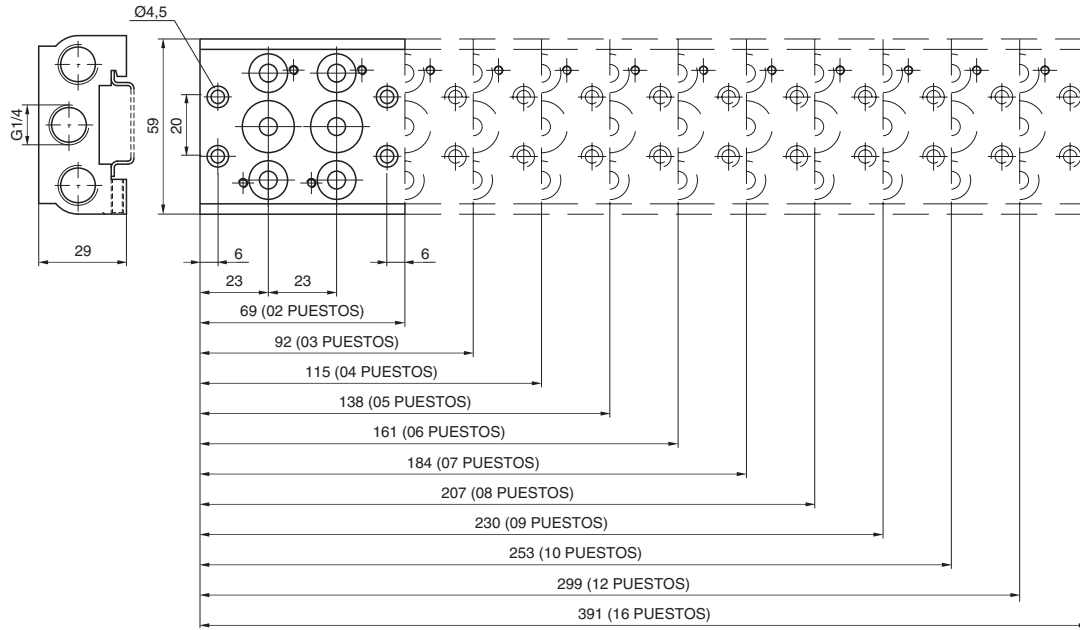 Ø4,5
G1/4
59
20
29
6
6
23
23
69 (02 PUESTOS)
92 (03 PUESTOS)
115 (04 PUESTOS)
138 (05 PUESTOS)
161 (06 PUESTOS)
184 (07 PUESTOS)
207 (08 PUESTOS)
230 (09 PUESTOS)
253 (10 PUESTOS)
299 (12 PUESTOS)
391 (16 PUESTOS)